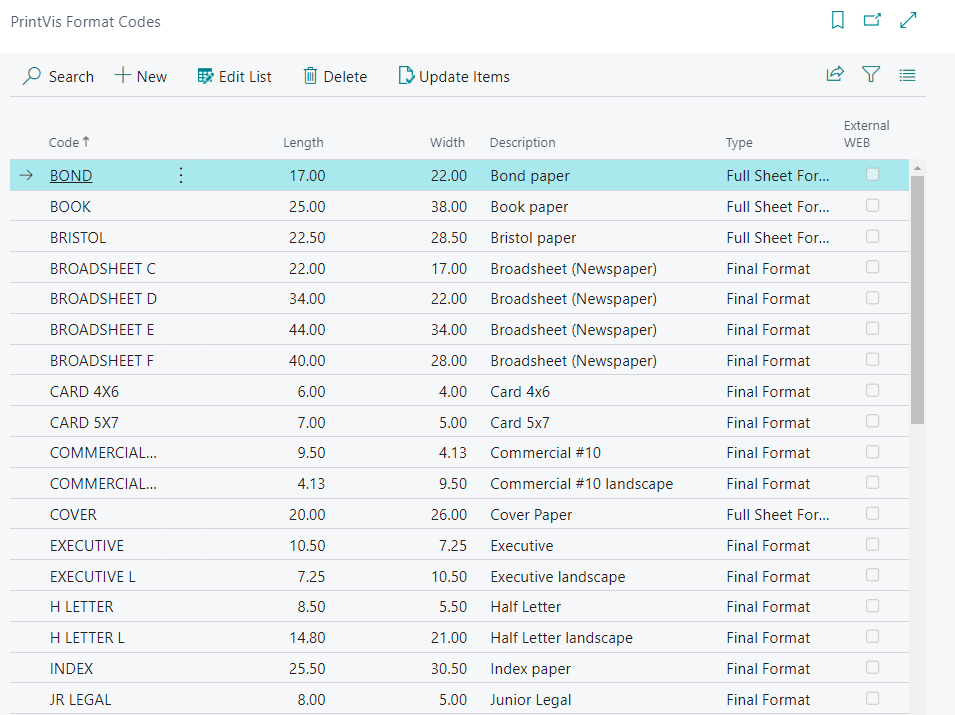 PrintVis Format Codes
Search New Edit List Delete Update Items
Code↑ Length Width Description Type External WEB
BOND 17.00 22.00 Bond paper Full Sheet For...
BOOK 25.00 38.00 Book paper Full Sheet For...
BRISTOL 22.50 28.50 Bristol paper Full Sheet For...
BROADSHEET C 22.00 17.00 Broadsheet (Newspaper) Final Format
BROADSHEET D 34.00 22.00 Broadsheet (Newspaper) Final Format
BROADSHEET E 44.00 34.00 Broadsheet (Newspaper) Final Format
BROADSHEET F 40.00 28.00 Broadsheet (Newspaper) Final Format
CARD 4X6 6.00 4.00 Card 4x6 Final Format
CARD 5X7 7.00 5.00 Card 5x7 Final Format
COMMERCIAL... 9.50 4.13 Commercial #10 Final Format
COMMERCIAL... 4.13 9.50 Commercial #10 landscape Final Format
COVER 20.00 26.00 Cover Paper Full Sheet For...
EXECUTIVE 10.50 7.25 Executive Final Format
EXECUTIVE L 7.25 10.50 Executive landscape Final Format
H LETTER 8.50 5.50 Half Letter Final Format
H LETTER L 14.80 21.00 Half Letter landscape Final Format
INDEX 25.50 30.50 Index paper Final Format
JR LEGAL 8.00 5.00 Junior Legal Final Format